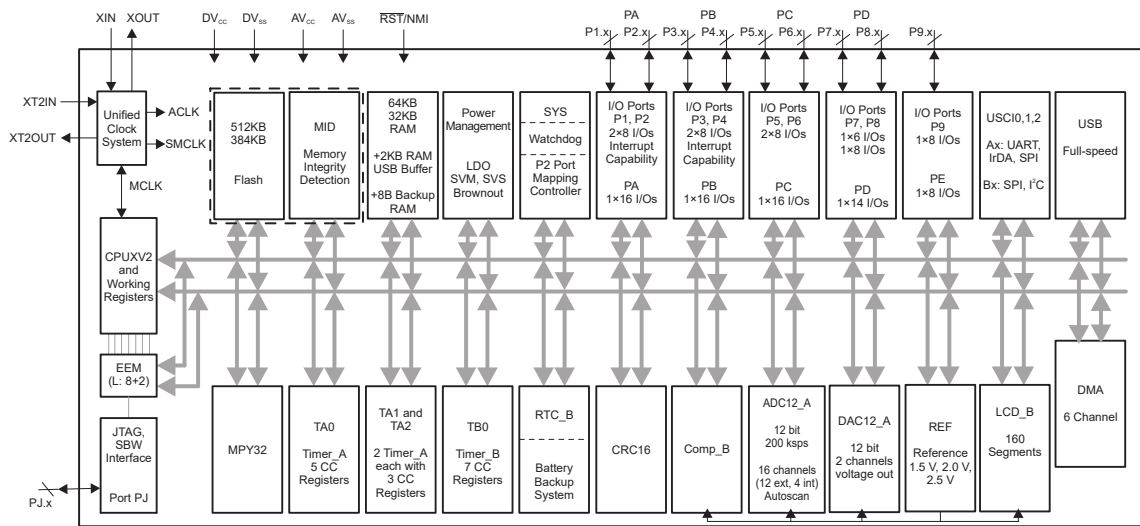 XIN XOUT
DVCC DVSS AVCC AVSS
RST/NMI
PA PB PC PD
P1.x P2.x P3.x P4.x P5.x P6.x P7.x P8.x P9.x
XT2IN
XT2OUT
Unified
Clock
System
ACLK
SMCLK
MCLK
512KB
384KB
Flash
MID
Memory
Integrity
Detection
64KB
32KB
RAM
+2KB RAM
USB Buffer
+8B Backup
RAM
Power
Management
LDO
SVM, SVS
Brownout
SYS
Watchdog
P2 Port
Mapping
Controller
I/O Ports
P1, P2
2×8 I/Os
Interrupt
Capability
PA
1×16 I/Os
I/O Ports
P3, P4
2×8 I/Os
Interrupt
Capability
PB
1×16 I/Os
I/O Ports
P5, P6
2×8 I/Os
PC
1×16 I/Os
I/O Ports
P7, P8
1×6 I/Os
1×8 I/Os
PD
1×14 I/Os
I/O Ports
P9
1×8 I/Os
PE
1×8 I/Os
USCI0,1,2
Ax: UART,
IrDA, SPI
Bx: SPI, I²C
USB
Full-speed
CPUXV2
and
Working
Registers
EEM
(L: 8+2)
JTAG,
SBW
Interface
Port PJ
PJ.x
MPY32
TA0
Timer_A
5 CC
Registers
TA1 and
TA2
2 Timer_A
each with
3 CC
Registers
TB0
Timer_B
7 CC
Registers
RTC_B
Battery
Backup
System
CRC16
Comp_B
ADC12_A
12 bit
200 ksps
16 channels
(12 ext, 4 int)
Autoscan
DAC12_A
12 bit
2 channels
voltage out
REF
Reference
1.5 V, 2.0 V,
2.5 V
LCD_B
160
Segments
DMA
6 Channel